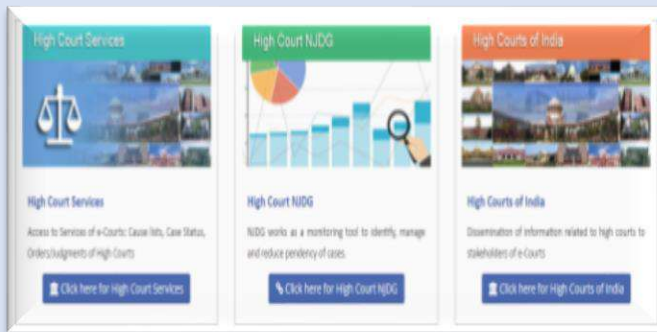 High Court Services
High Court Services
Access to Services of e-Courts: Cause lists, Case Status,
Orders/Judgments of High Courts
Click here for High Court Services
High Court NJDG
High Court NJDG
NJDG works as a monitoring tool to identify, manage
and reduce pendency of cases.
Click here for High Court NJDG
High Courts of India
High Courts of India
Dissemination of information related to high courts to
stakeholders of e-Courts
Click here for High Courts of India